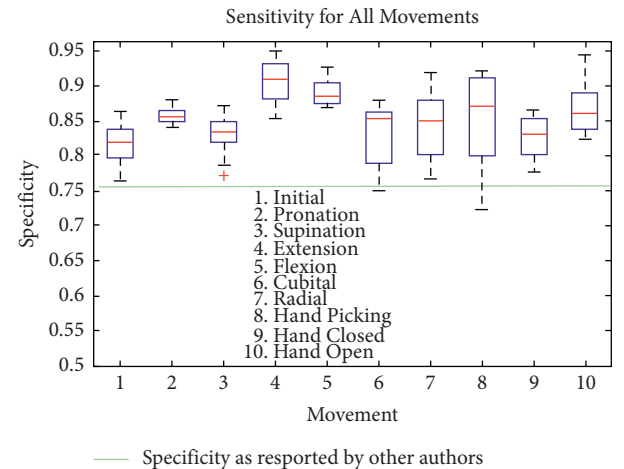 Sensitivity for All Movements
0.95
0.9
0.85
0.8
0.75
0.7
0.65
0.6
0.55
0.5
Specificity
1. Initial
2. Pronation
3. Supination
4. Extension
5. Flexion
6. Cubital
7. Radial
8. Hand Picking
9. Hand Closed
10. Hand Open
1 2 3 4 5 6 7 8 9 10
Movement
Specificity as resported by other authors